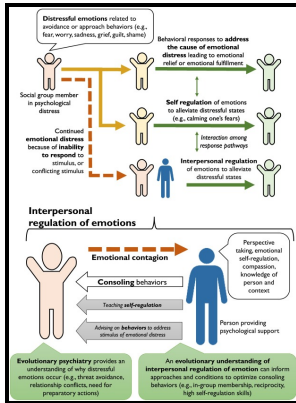 Distressful emotions related to
avoidance or approach behaviors (e.g.,
fear, worry, sadness, grief, guilt, shame)
Behavioral responses to address
the cause of emotional
distress leading to
emotional relief or emotional fulfillment
Social group member
in psychological
distress
Self regulation of emotions
to alleviate distressful states
(e.g., calming one's fears)
Continued
emotional distress
because of inability
to respond to
stimulus, or
conflicting stimulus
Interaction among
response pathways
Interpersonal regulation
of emotions to alleviate
distressful states
Interpersonal
regulation of emotions
Emotional contagion
Perspective
taking, emotional
self-regulation,
compassion,
knowledge of
person and
context
Consoling behaviors
Teaching self-regulation
Advising on behaviors to address
stimulus of emotional distress
Person providing
psychological support
Evolutionary psychiatry provides an
understanding of why distressful
emotions occur (e.g., threat avoidance,
relationship conflicts, need for
preparatory actions)
An evolutionary understanding of
interpersonal regulation of emotion can inform
approaches and conditions to optimize consoling
behaviors (e.g., in-group membership, reciprocity,
high self-regulation skills)